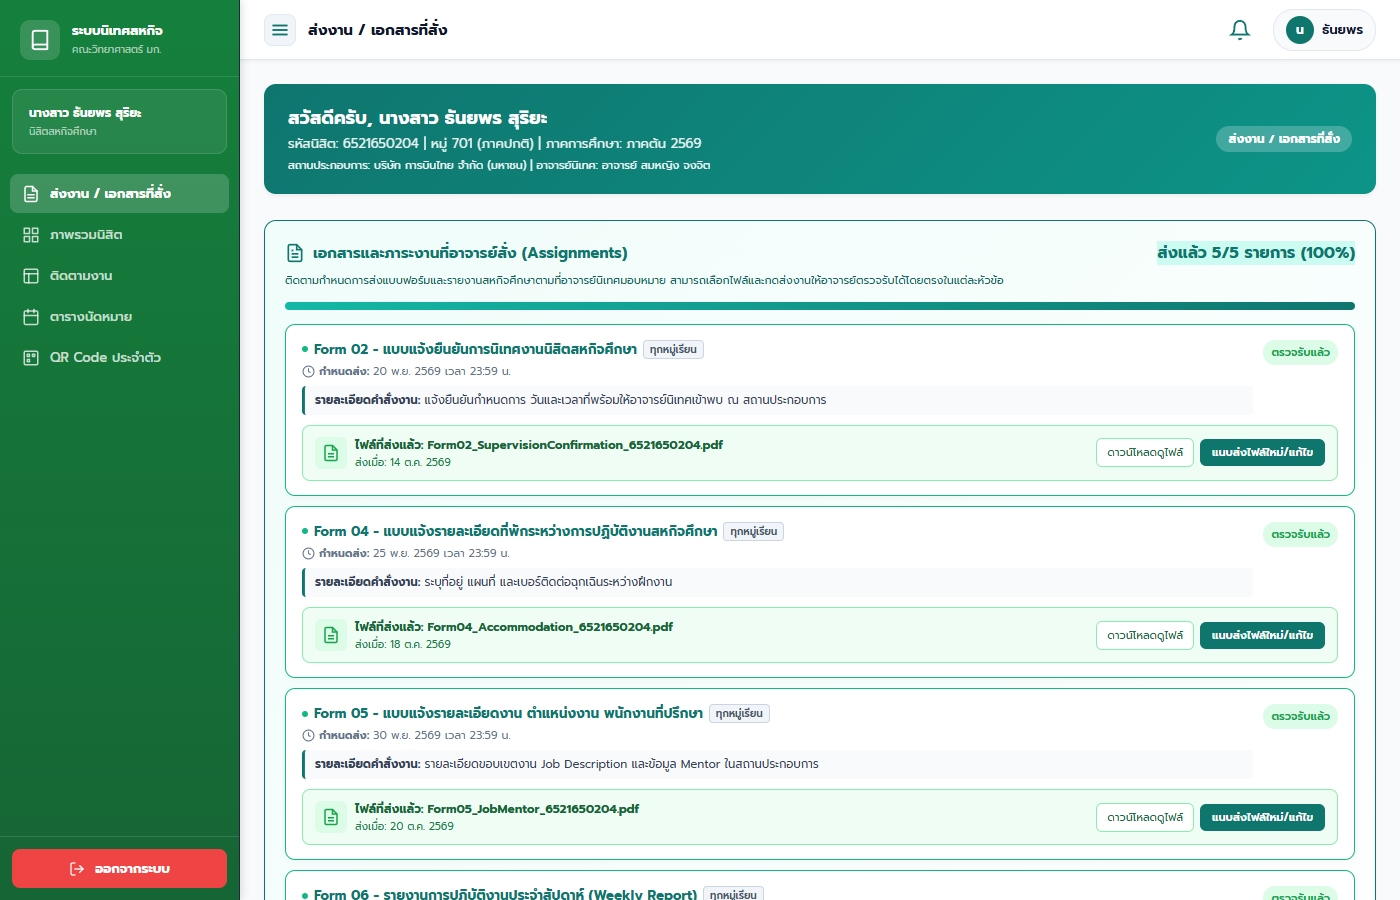 ระบบนิเทศสหกิจ
คณะวิทยาศาสตร์ มก.
นางสาว ธันยพร สุริยะ
นิสิตสหกิจศึกษา
ส่งงาน / เอกสารที่สั่ง
ภาพรวมนิสิต
ติดตามงาน
ตารางนัดหมาย
QR Code ประจำตัว
ออกจากระบบ
ส่งงาน / เอกสารที่สั่ง
น ธันยพร
สวัสดีครับ, นางสาว ธันยพร สุริยะ
รหัสนิสิต: 6521650204 | หมู่ 701 (ภาคปกติ) | ภาคการศึกษา: ภาคต้น 2569
สถานประกอบการ: บริษัท การบินไทย จำกัด (มหาชน) | อาจารย์นิเทศ: อาจารย์ สมหญิง จงจิต
ส่งงาน / เอกสารที่สั่ง
เอกสารและภาระงานที่อาจารย์สั่ง (Assignments)
ส่งแล้ว 5/5 รายการ (100%)
ติดตามกำหนดการส่งแบบฟอร์มและรายงานสหกิจศึกษาตามที่อาจารย์นิเทศมอบหมาย สามารถเลือกไฟล์และกดส่งงานให้อาจารย์ตรวจรับได้โดยตรงในแต่ละหัวข้อ
Form 02 - แบบแจ้งยืนยันการนิเทศงานนิสิตสหกิจศึกษา ทุกหมู่เรียน
ตรวจรับแล้ว
กำหนดส่ง: 20 พ.ย. 2569 เวลา 23:59 น.
รายละเอียดคำสั่งงาน: แจ้งยืนยันกำหนดการ วันและเวลาที่พร้อมให้อาจารย์นิเทศเข้าพบ ณ สถานประกอบการ
ไฟล์ที่ส่งแล้ว: Form02_SupervisionConfirmation_6521650204.pdf
ส่งเมื่อ: 14 ต.ค. 2569
ดาวน์โหลดดูไฟล์
แนบส่งไฟล์ใหม่/แก้ไข
Form 04 - แบบแจ้งรายละเอียดที่พักระหว่างการปฏิบัติงานสหกิจศึกษา ทุกหมู่เรียน
ตรวจรับแล้ว
กำหนดส่ง: 25 พ.ย. 2569 เวลา 23:59 น.
รายละเอียดคำสั่งงาน: ระบุที่อยู่ แผนที่ และเบอร์ติดต่อฉุกเฉินระหว่างฝึกงาน
ไฟล์ที่ส่งแล้ว: Form04_Accommodation_6521650204.pdf
ส่งเมื่อ: 18 ต.ค. 2569
ดาวน์โหลดดูไฟล์
แนบส่งไฟล์ใหม่/แก้ไข
Form 05 - แบบแจ้งรายละเอียดงาน ตำแหน่งงาน พนักงานที่ปรึกษา ทุกหมู่เรียน
ตรวจรับแล้ว
กำหนดส่ง: 30 พ.ย. 2569 เวลา 23:59 น.
รายละเอียดคำสั่งงาน: รายละเอียดขอบเขตงาน Job Description และข้อมูล Mentor ในสถานประกอบการ
ไฟล์ที่ส่งแล้ว: Form05_JobMentor_6521650204.pdf
ส่งเมื่อ: 20 ต.ค. 2569
ดาวน์โหลดดูไฟล์
แนบส่งไฟล์ใหม่/แก้ไข
Form 06 - รายงานการปฏิบัติงานประจำสัปดาห์ (Weekly Report) ทุกหมู่เรียน
ตรวจรับแล้ว